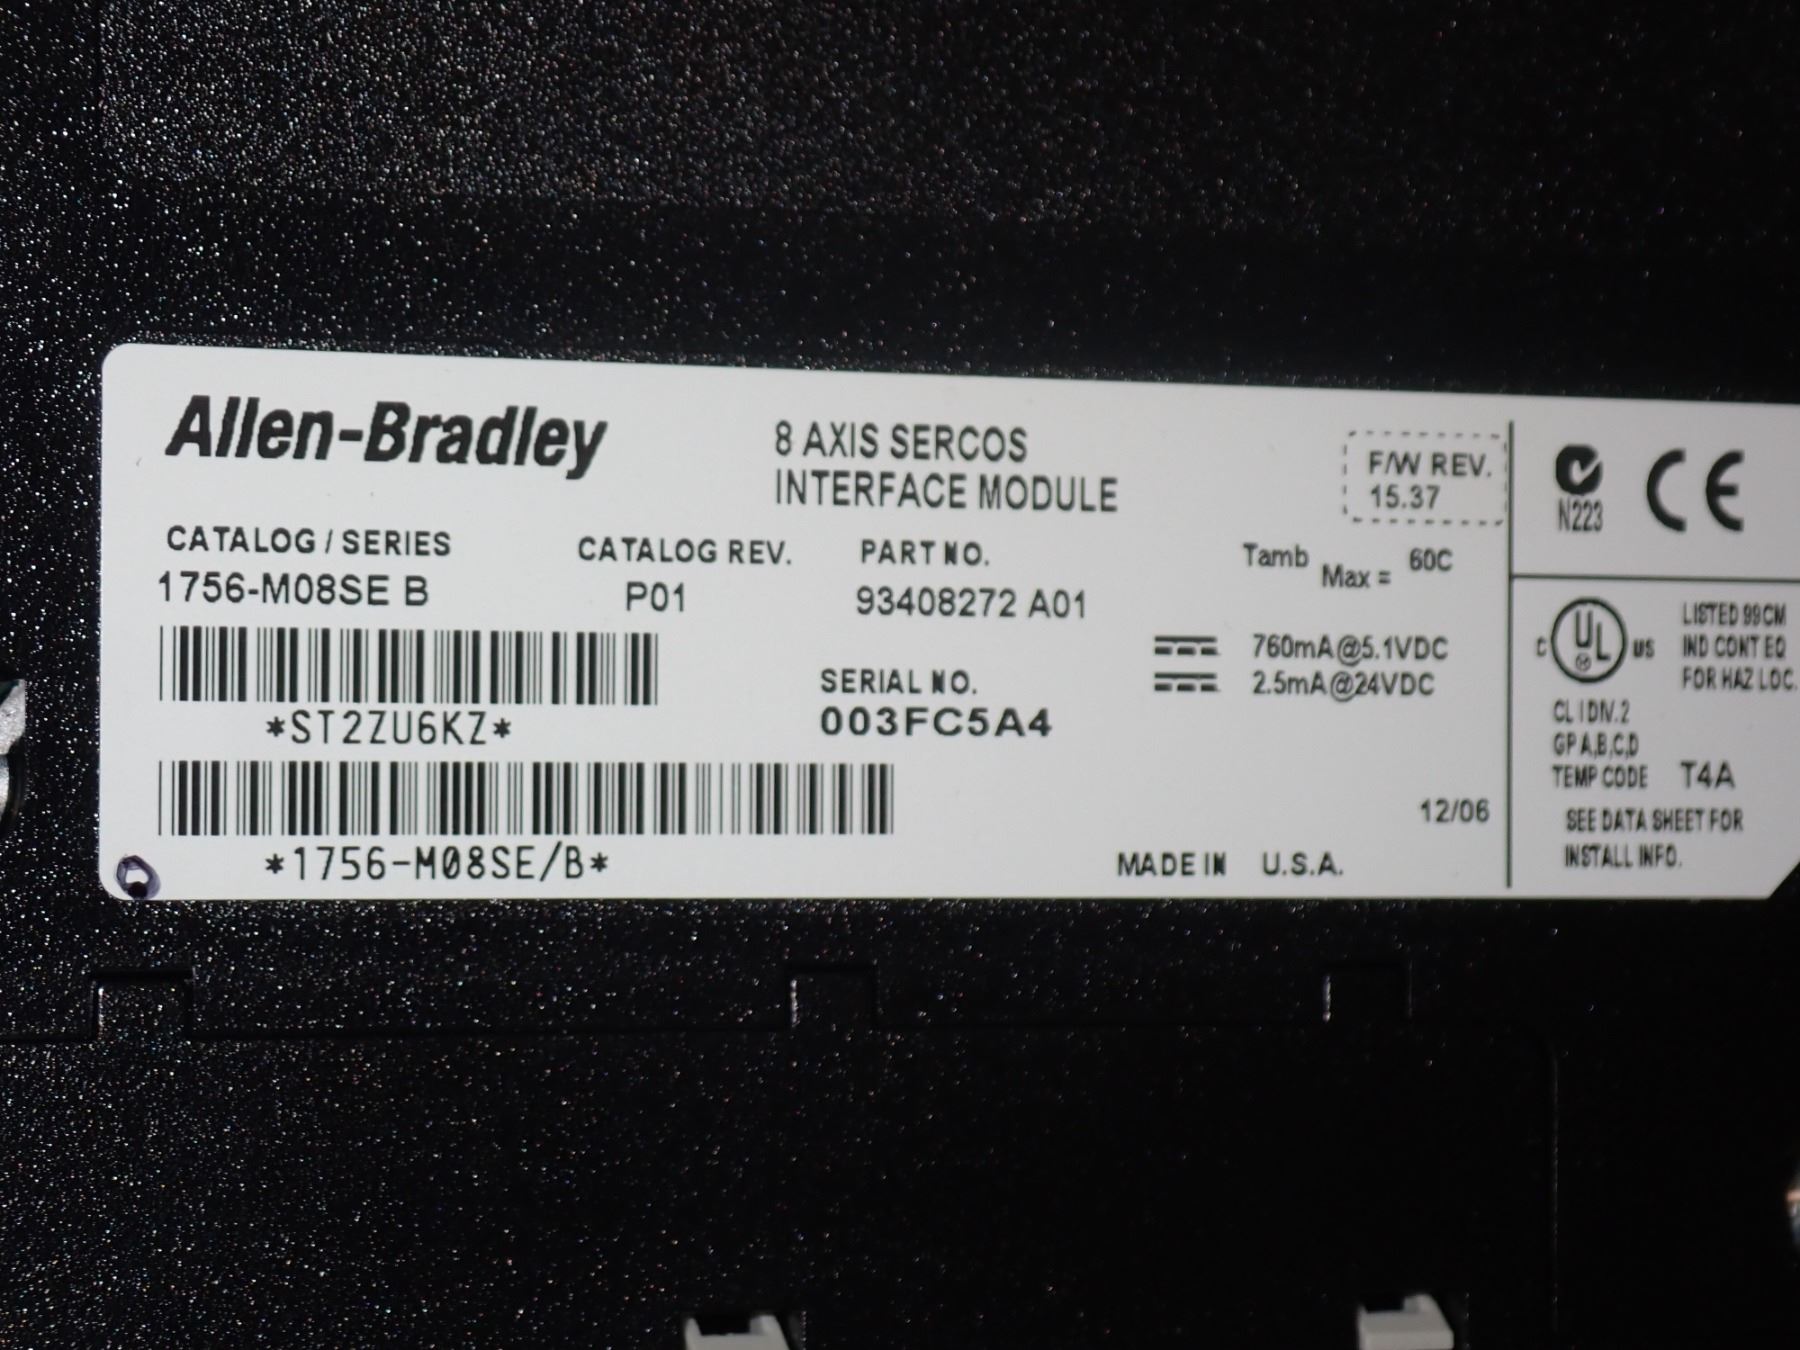 Allen-Bradley
8 AXIS SERCOS
INTERFACE MODULE
F/W REV.
15.37
N223
CE
CATALOG / SERIES
1756-M08SE B
CATALOG REV.
P01
PART NO.
93408272 A01
Tamb Max = 60C
760mA@5.1VDC
2.5mA@24VDC
SERIAL NO.
003FC5A4
*ST2ZU6KZ*
*1756-M08SE/B*
MADE IN U.S.A.
12/06
C UL US
LISTED 99CM
IND CONT EQ
FOR HAZ LOC.
CL I DIV. 2
GP A,B,C,D
TEMP CODE T4A
SEE DATA SHEET FOR
INSTALL INFO.